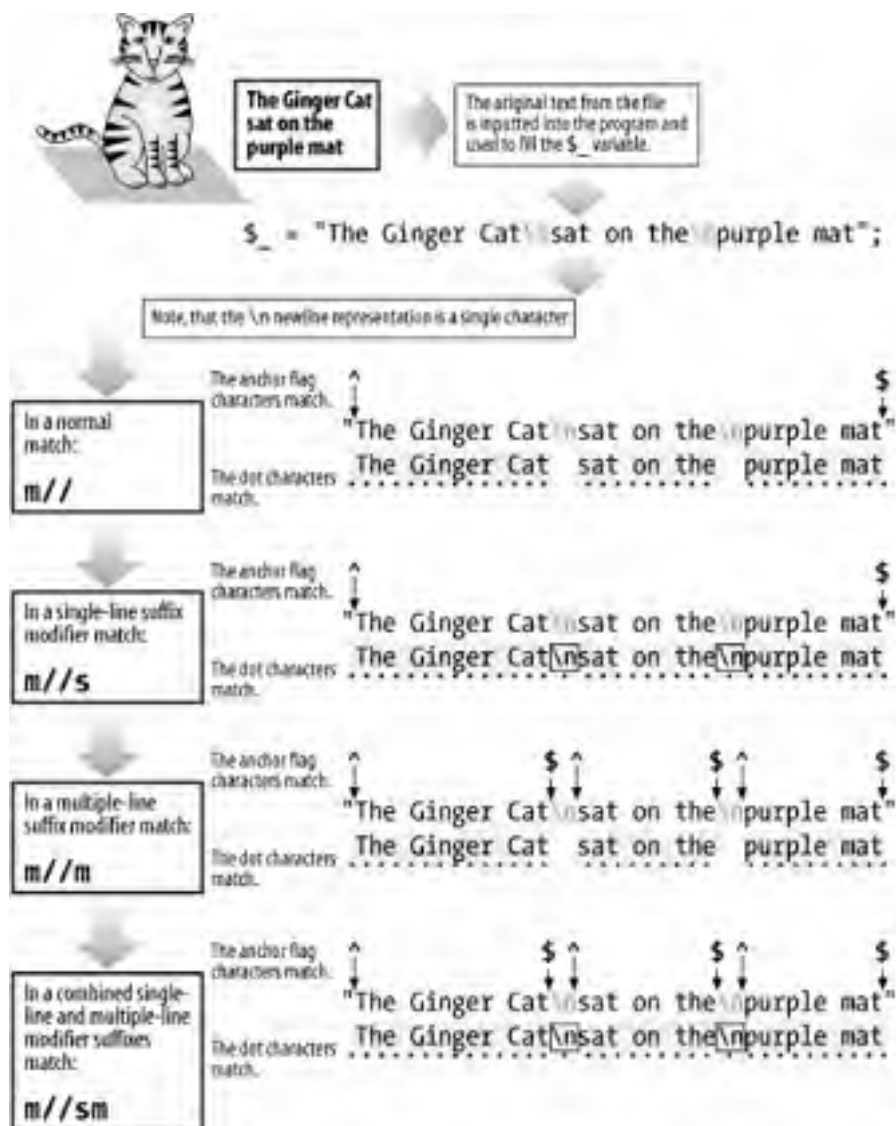 The Ginger Cat
sat on the
purple mat
The original text from the file
is inputted into the program and
used to fill the $_ variable.
$_ = "The Ginger Cat\nsat on the\npurple mat";
Note, that the \n newline representation is a single character
In a normal
match:
m//
The anchor flag
characters match.
^ $
"The Ginger Cat\nsat on the\npurple mat"
The dot characters
match.
The Ginger Cat sat on the purple mat
In a single-line suffix
modifier match:
m//s
The anchor flag
characters match.
^ $
"The Ginger Cat\nsat on the\npurple mat"
The dot characters
match.
The Ginger Cat\nsat on the\npurple mat
In a multiple-line
suffix modifier match:
m//m
The anchor flag
characters match.
^ $ ^ $ ^ $
"The Ginger Cat\nsat on the\npurple mat"
The dot characters
match.
The Ginger Cat sat on the purple mat
In a combined single-
line and multiple-line
modifier suffixes
match:
m//sm
The anchor flag
characters match.
^ $ ^ $ ^ $
"The Ginger Cat\nsat on the\npurple mat"
The dot characters
match.
The Ginger Cat\nsat on the\npurple mat